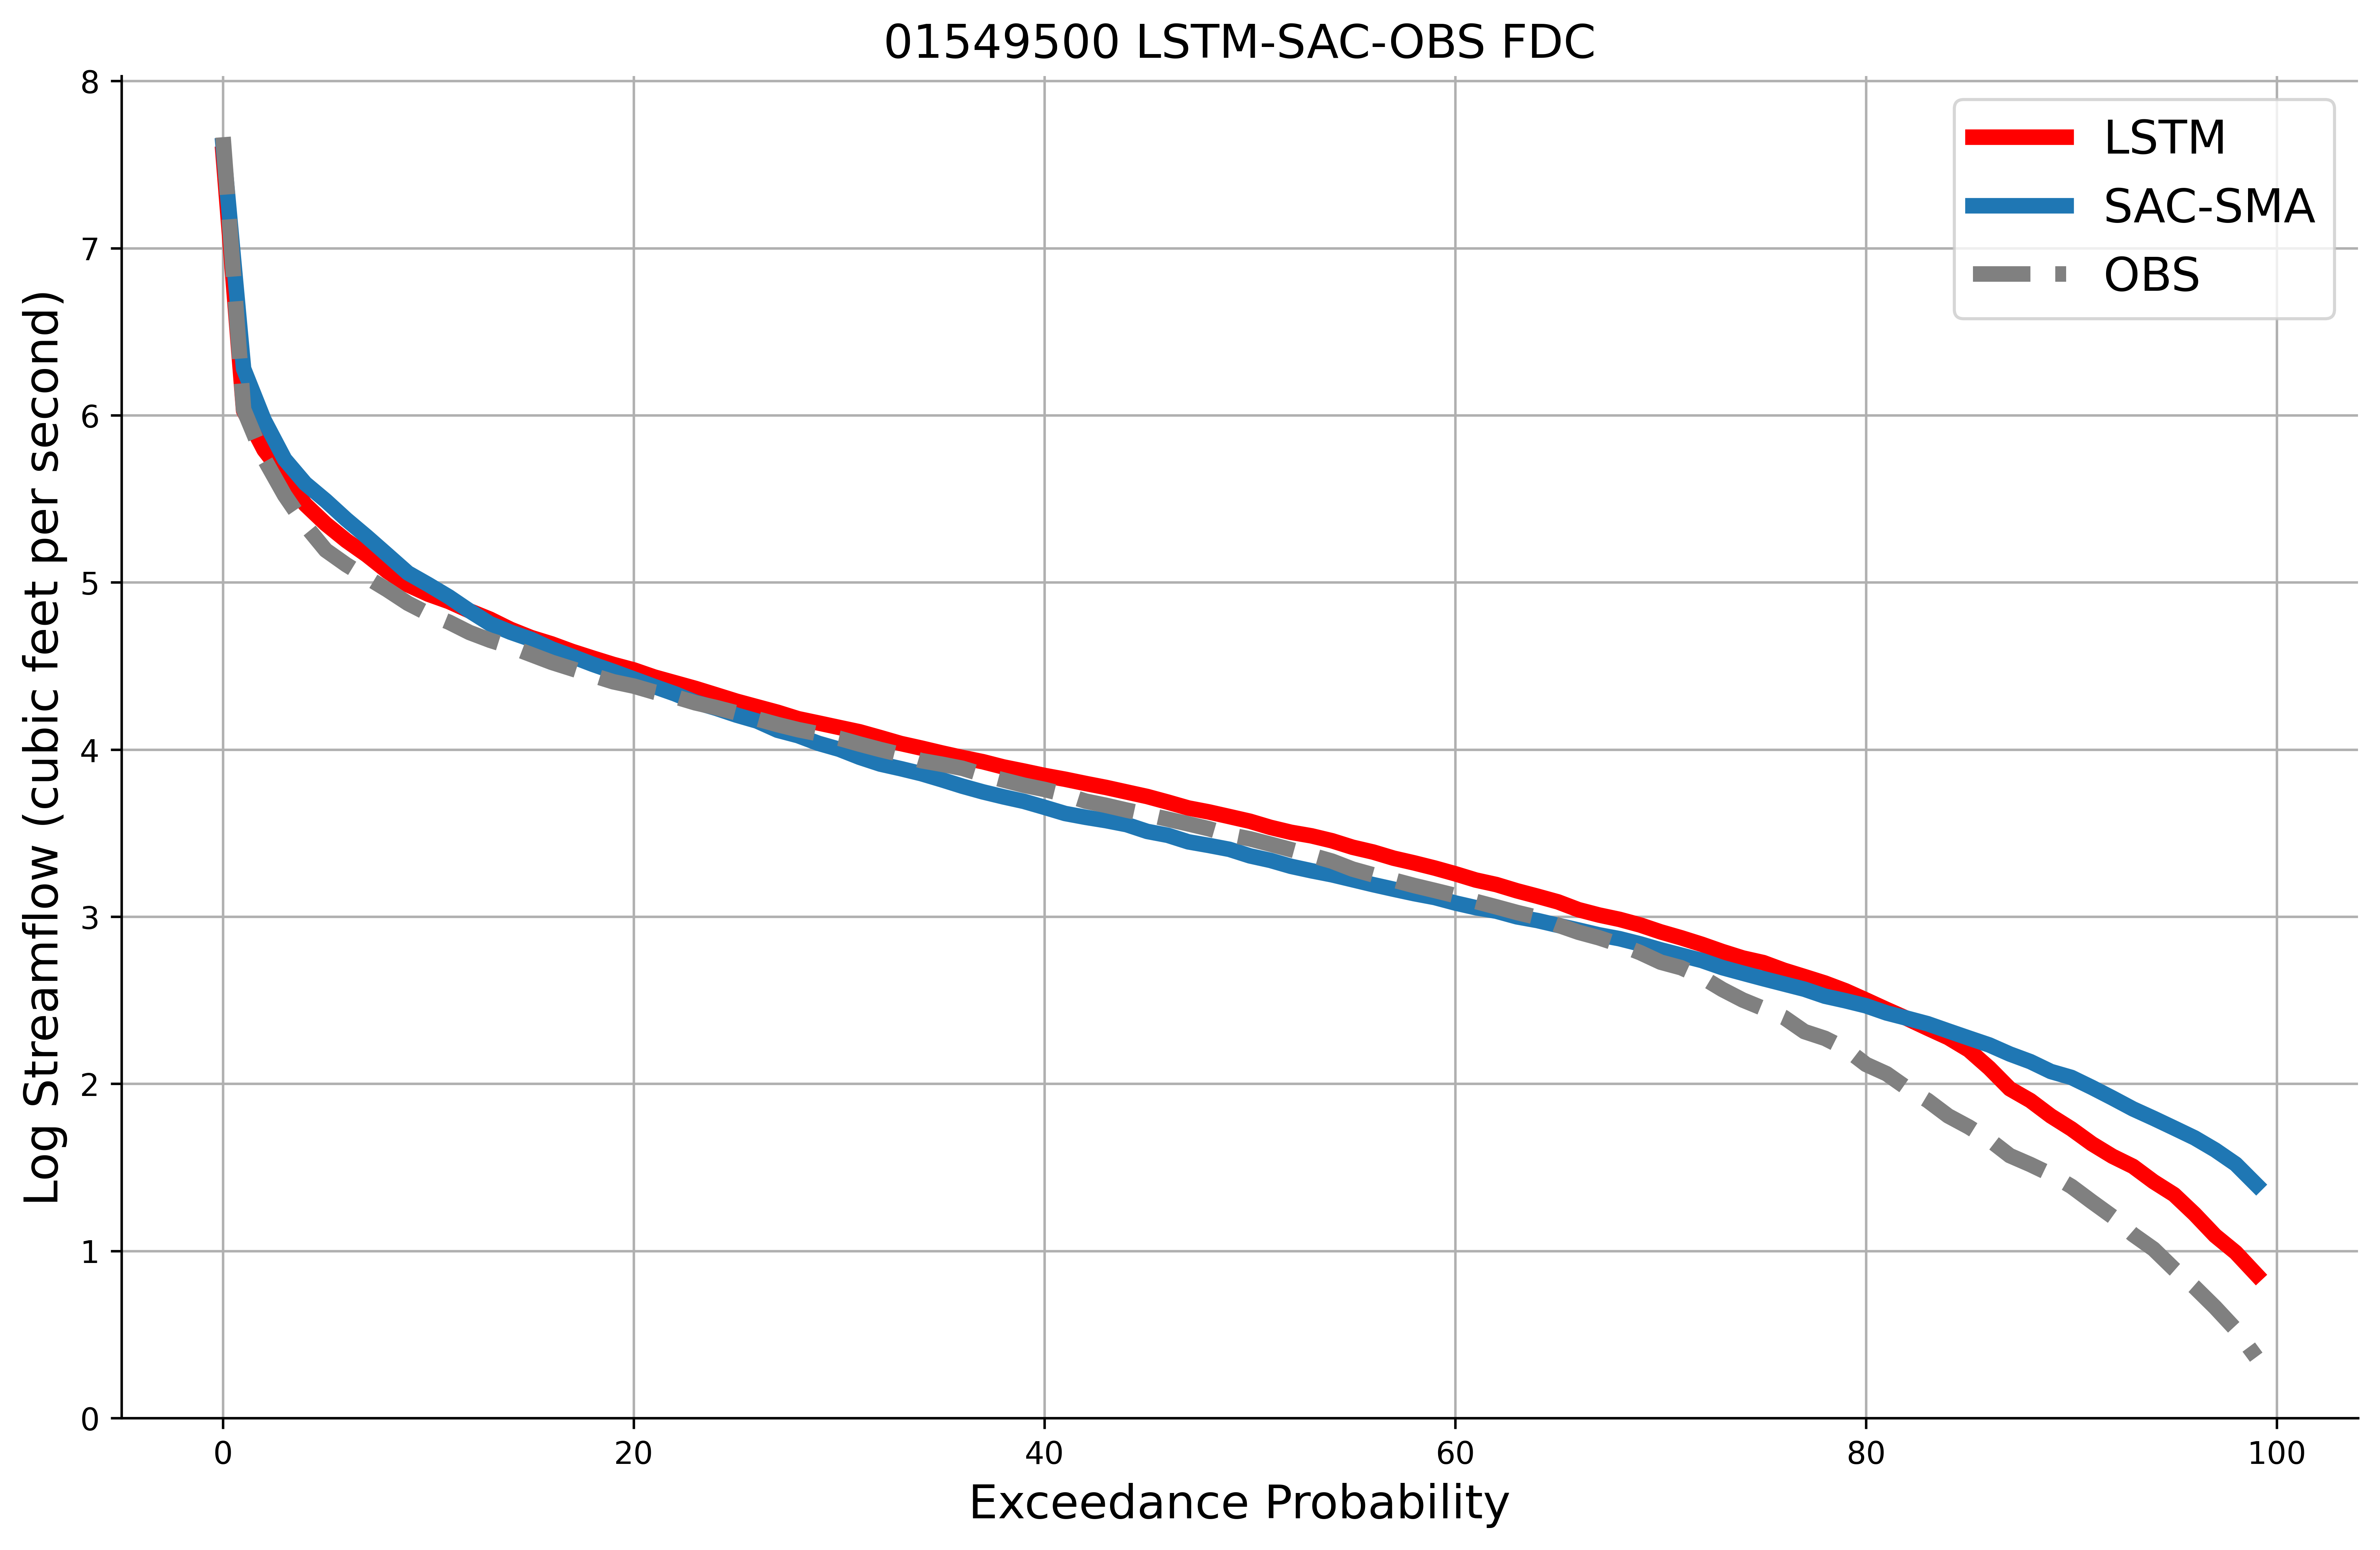 01549500 LSTM-SAC-OBS FDC
Log Streamflow (cubic feet per second)
8
7
6
5
4
3
2
1
0
LSTM
SAC-SMA
OBS
0 20 40 60 80 100
Exceedance Probability